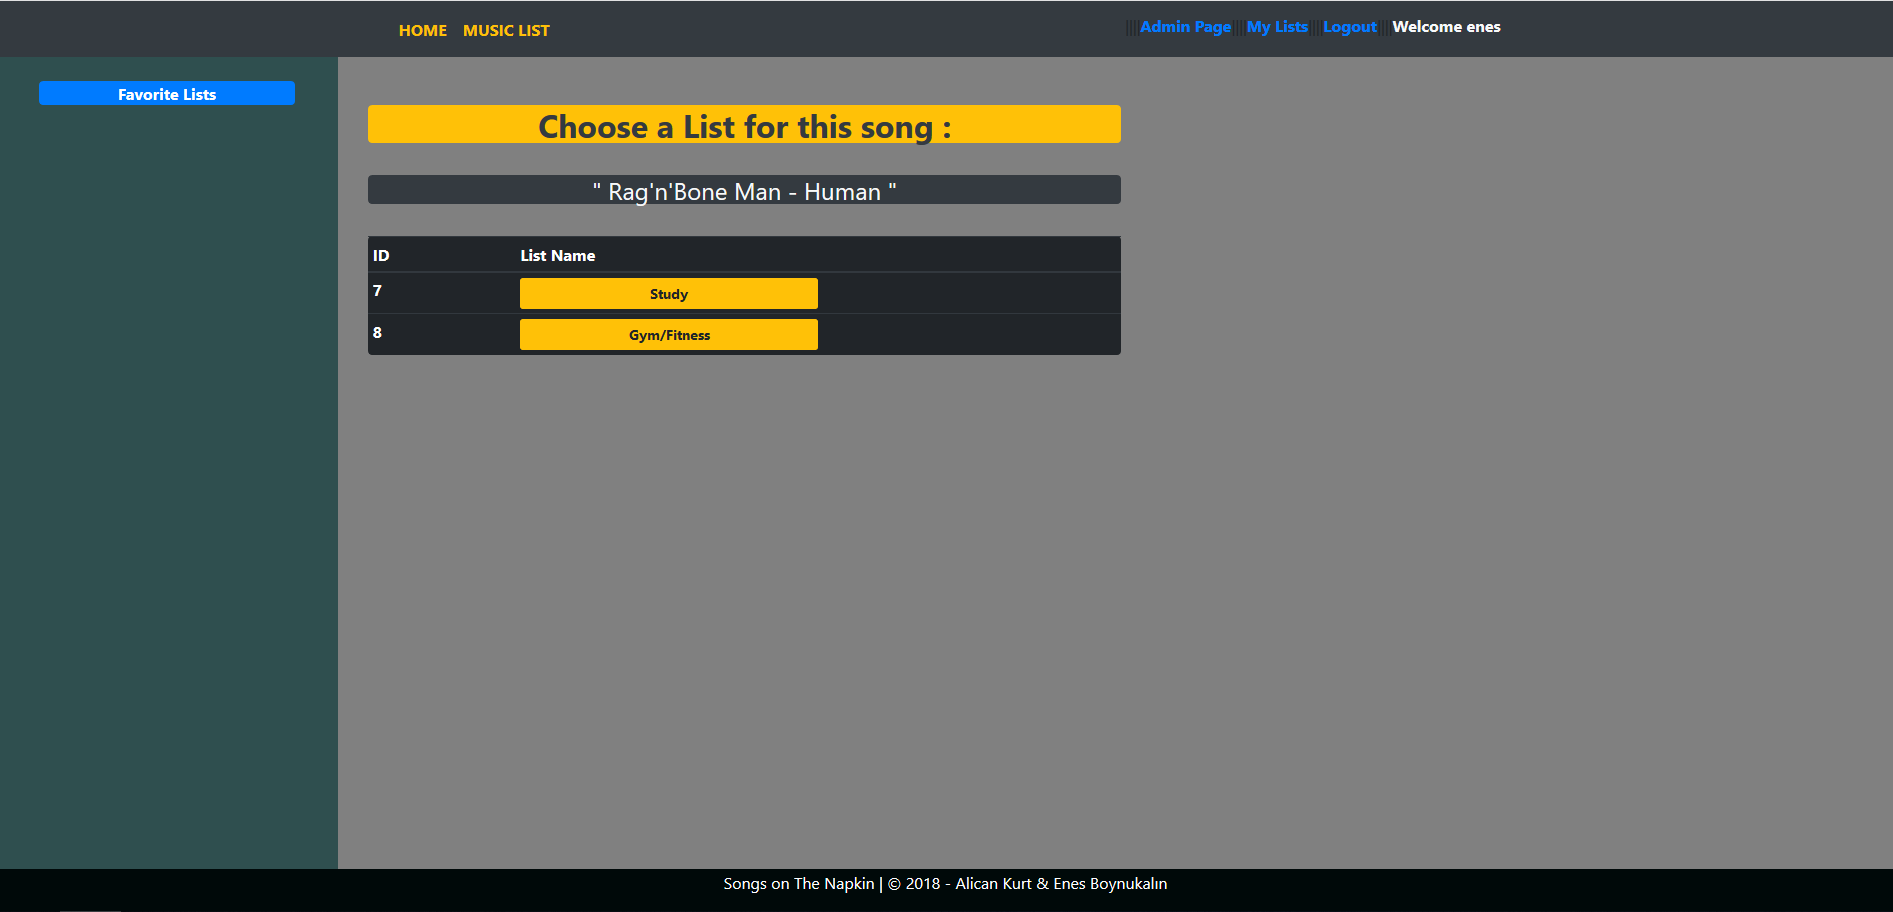 HOME MUSIC LIST ||||Admin Page||||My Lists||||Logout||||Welcome enes
Favorite Lists
Choose a List for this song :
" Rag'n'Bone Man - Human "
ID List Name
7 Study
8 Gym/Fitness
Songs on The Napkin | © 2018 - Alican Kurt & Enes Boynukalın